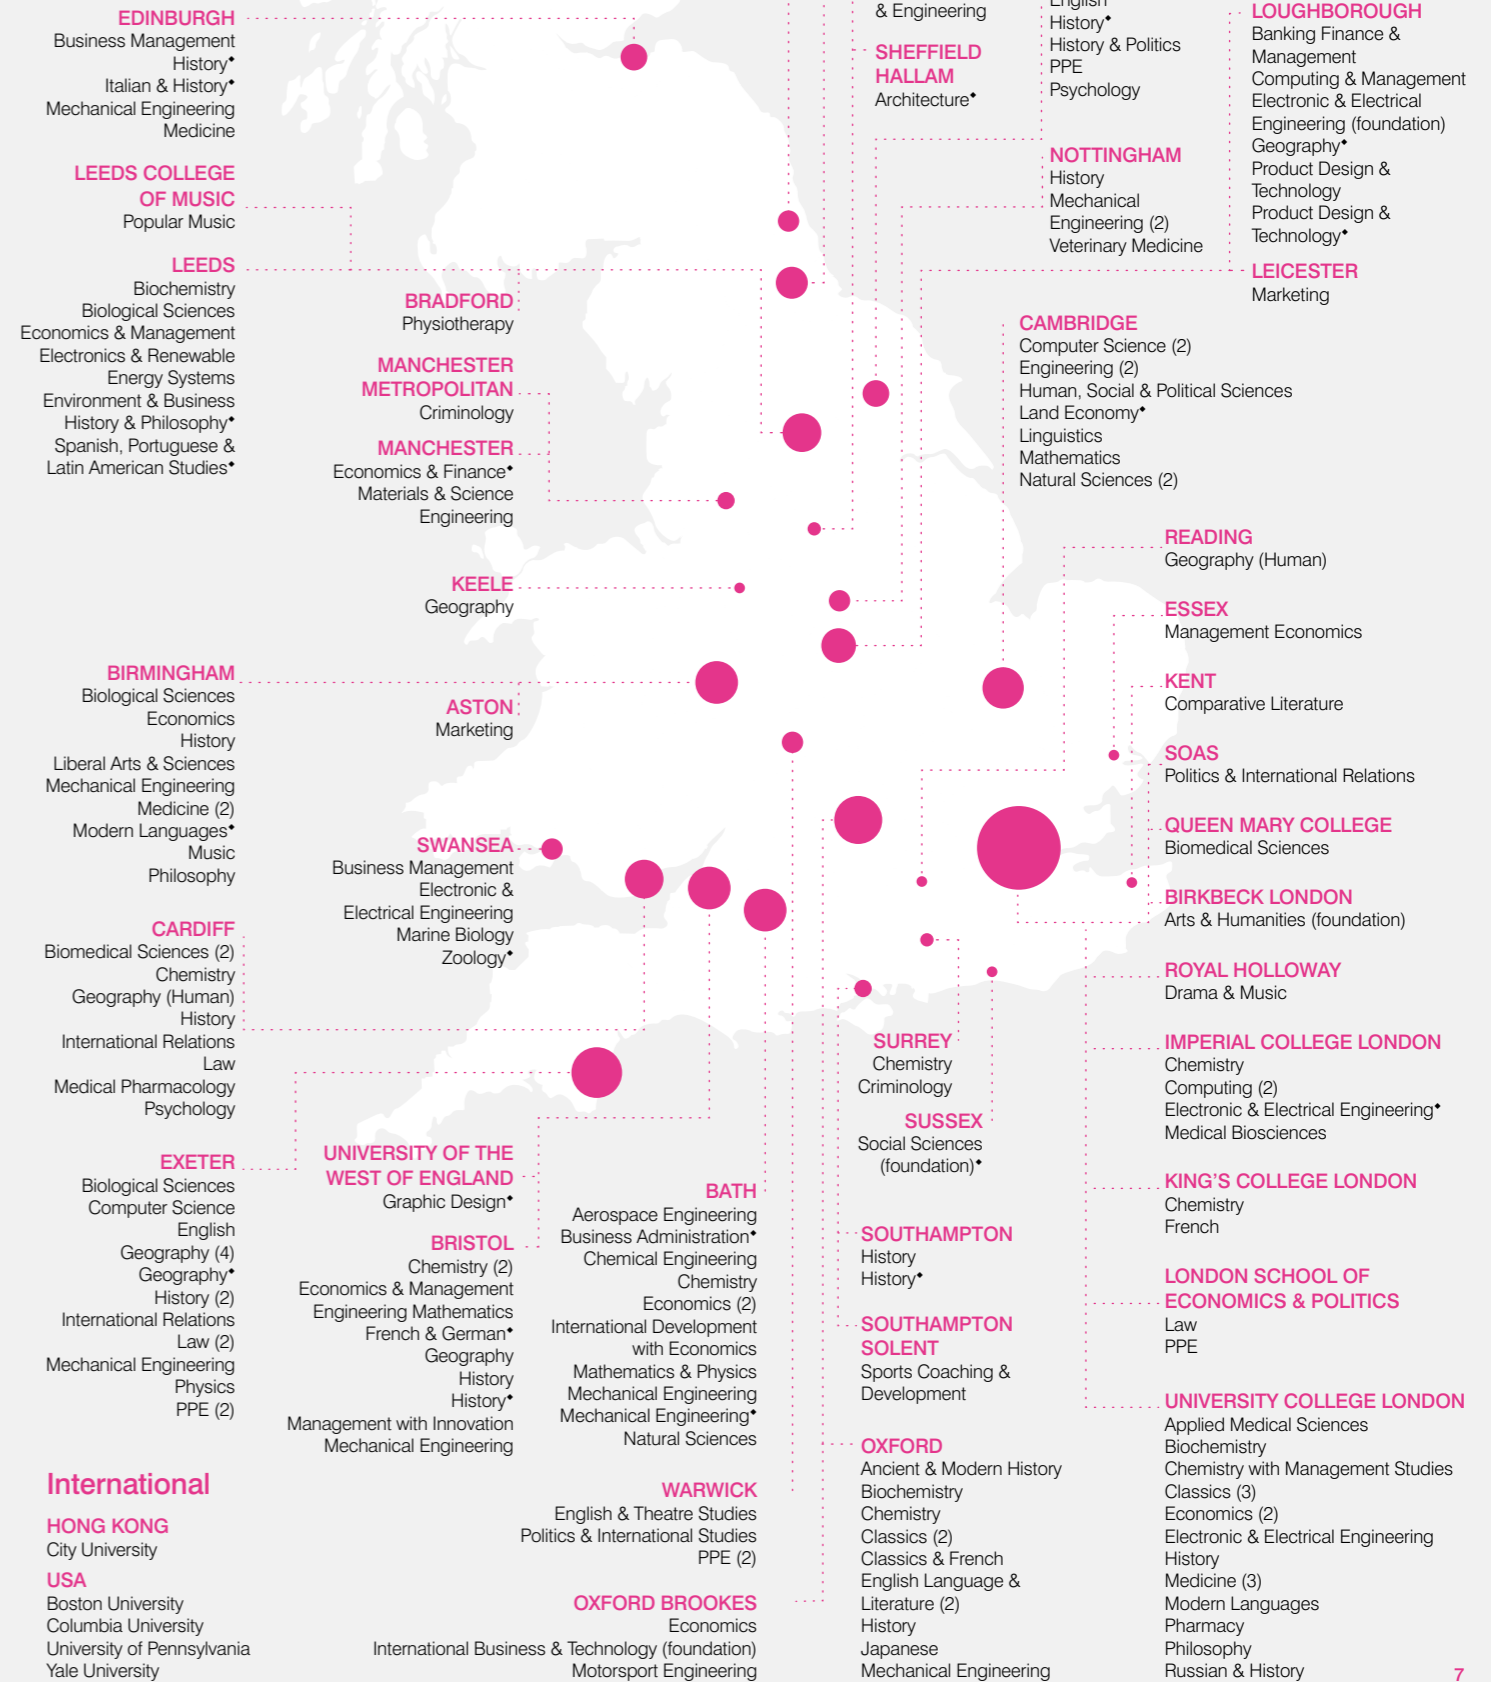 EDINBURGH
Business Management
History◆
Italian & History◆
Mechanical Engineering
Medicine
LEEDS COLLEGE
OF MUSIC
Popular Music
LEEDS
Biochemistry
Biological Sciences
Economics & Management
Electronics & Renewable
Energy Systems
Environment & Business
History & Philosophy◆
Spanish, Portuguese &
Latin American Studies◆
BRADFORD
Physiotherapy
MANCHESTER
METROPOLITAN
Criminology
MANCHESTER
Economics & Finance◆
Materials & Science
Engineering
KEELE
Geography
BIRMINGHAM
Biological Sciences
Economics
History
Liberal Arts & Sciences
Mechanical Engineering
Medicine (2)
Modern Languages◆
Music
Philosophy
ASTON
Marketing
SWANSEA
Business Management
Electronic &
Electrical Engineering
Marine Biology
Zoology◆
CARDIFF
Biomedical Sciences (2)
Chemistry
Geography (Human)
History
International Relations
Law
Medical Pharmacology
Psychology
EXETER
Biological Sciences
Computer Science
English
Geography (4)
Geography◆
History (2)
International Relations
Law (2)
Mechanical Engineering
Physics
PPE (2)
UNIVERSITY OF THE
WEST OF ENGLAND
Graphic Design◆
BRISTOL
Chemistry (2)
Economics & Management
Engineering Mathematics
French & German◆
Geography
History
History◆
Management with Innovation
Mechanical Engineering
BATH
Aerospace Engineering
Business Administration◆
Chemical Engineering
Chemistry
Economics (2)
International Development
with Economics
Mathematics & Physics
Mechanical Engineering
Mechanical Engineering◆
Natural Sciences
WARWICK
English & Theatre Studies
Politics & International Studies
PPE (2)
OXFORD BROOKES
Economics
International Business & Technology (foundation)
Motorsport Engineering
International
HONG KONG
City University
USA
Boston University
Columbia University
University of Pennsylvania
Yale University
& Engineering
SHEFFIELD
HALLAM
Architecture◆
English
History◆
History & Politics
PPE
Psychology
NOTTINGHAM
History
Mechanical
Engineering (2)
Veterinary Medicine
LOUGHBOROUGH
Banking Finance &
Management
Computing & Management
Electronic & Electrical
Engineering (foundation)
Geography◆
Product Design &
Technology
Product Design &
Technology◆
LEICESTER
Marketing
CAMBRIDGE
Computer Science (2)
Engineering (2)
Human, Social & Political Sciences
Land Economy◆
Linguistics
Mathematics
Natural Sciences (2)
READING
Geography (Human)
ESSEX
Management Economics
KENT
Comparative Literature
SOAS
Politics & International Relations
QUEEN MARY COLLEGE
Biomedical Sciences
BIRKBECK LONDON
Arts & Humanities (foundation)
ROYAL HOLLOWAY
Drama & Music
IMPERIAL COLLEGE LONDON
Chemistry
Computing (2)
Electronic & Electrical Engineering◆
Medical Biosciences
KING'S COLLEGE LONDON
Chemistry
French
LONDON SCHOOL OF
ECONOMICS & POLITICS
Law
PPE
UNIVERSITY COLLEGE LONDON
Applied Medical Sciences
Biochemistry
Chemistry with Management Studies
Classics (3)
Economics (2)
Electronic & Electrical Engineering
History
Medicine (3)
Modern Languages
Pharmacy
Philosophy
Russian & History
SURREY
Chemistry
Criminology
SUSSEX
Social Sciences
(foundation)◆
SOUTHAMPTON
History
History◆
SOUTHAMPTON
SOLENT
Sports Coaching &
Development
OXFORD
Ancient & Modern History
Biochemistry
Chemistry
Classics (2)
Classics & French
English Language &
Literature (2)
History
Japanese
Mechanical Engineering
7